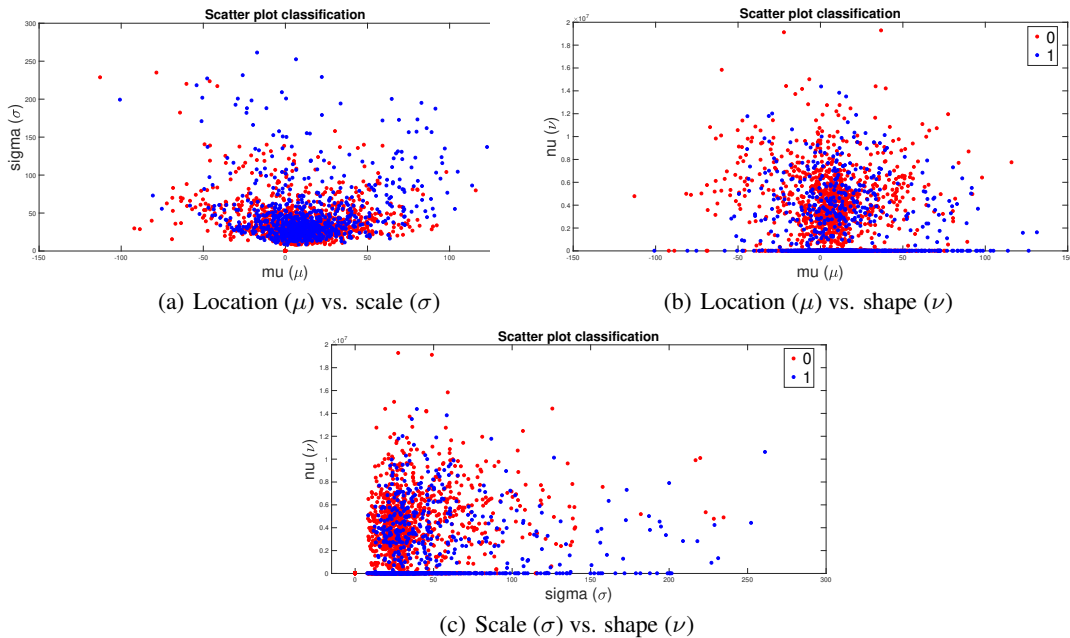 Scatter plot classification
300
250
200
150
100
50
0
sigma (σ)
-150 -100 -50 0 50 100
mu (μ)
(a) Location (μ) vs. scale (σ)
Scatter plot classification
×10⁷
2
1.8
1.6
1.4
1.2
1
0.8
0.6
0.4
0.2
0
nu (ν)
0
1
-150 -100 -50 0 50 100 150
mu (μ)
(b) Location (μ) vs. shape (ν)
Scatter plot classification
×10⁷
2
1.8
1.6
1.4
1.2
1
0.8
0.6
0.4
0.2
0
nu (ν)
0
1
0 50 100 150 200 250 300
sigma (σ)
(c) Scale (σ) vs. shape (ν)